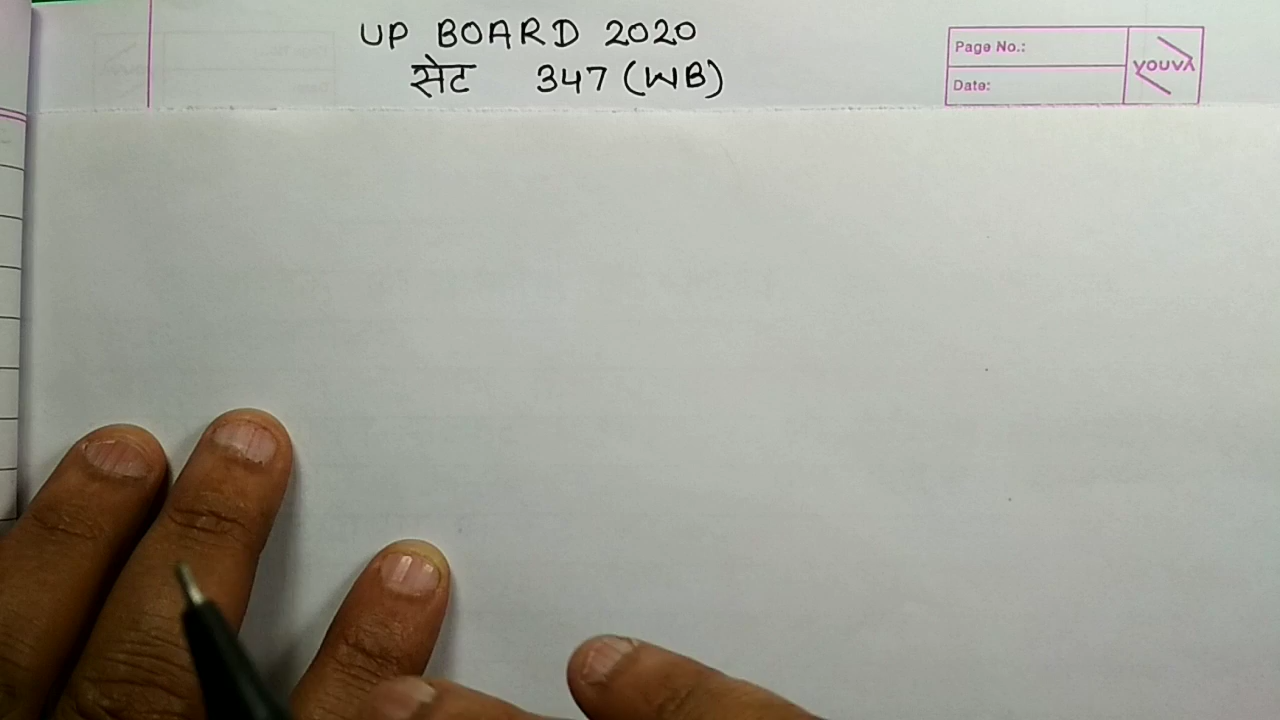 UP BOARD 2020
सेट 347 (WB)
Page No.:
Date:
YOUVA